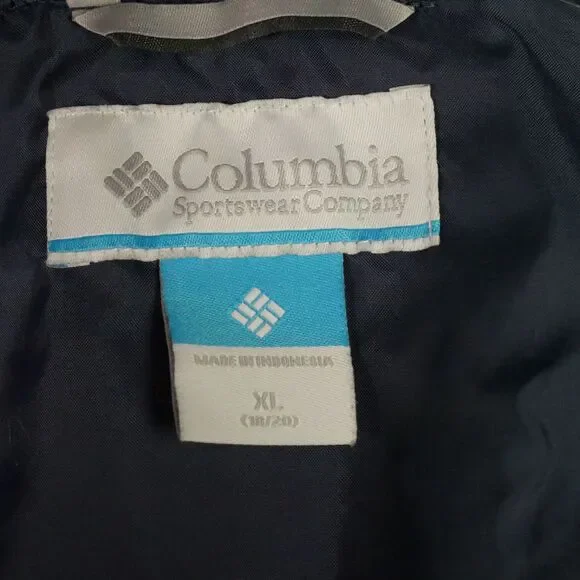 Columbia
Sportswear Company
MADE IN INDONESIA
XL
(18/20)